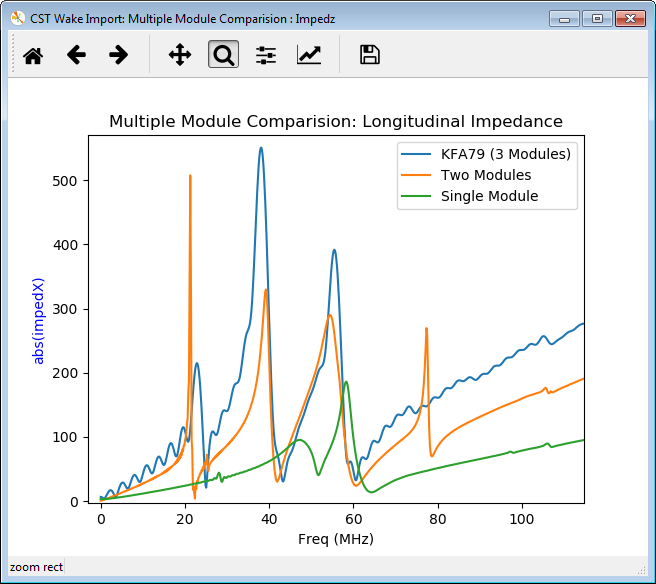 CST Wake Import: Multiple Module Comparision : Impedz
Multiple Module Comparision: Longitudinal Impedance
KFA79 (3 Modules)
Two Modules
Single Module
abs(impedX)
500
400
300
200
100
0
0 20 40 60 80 100
Freq (MHz)
zoom rect